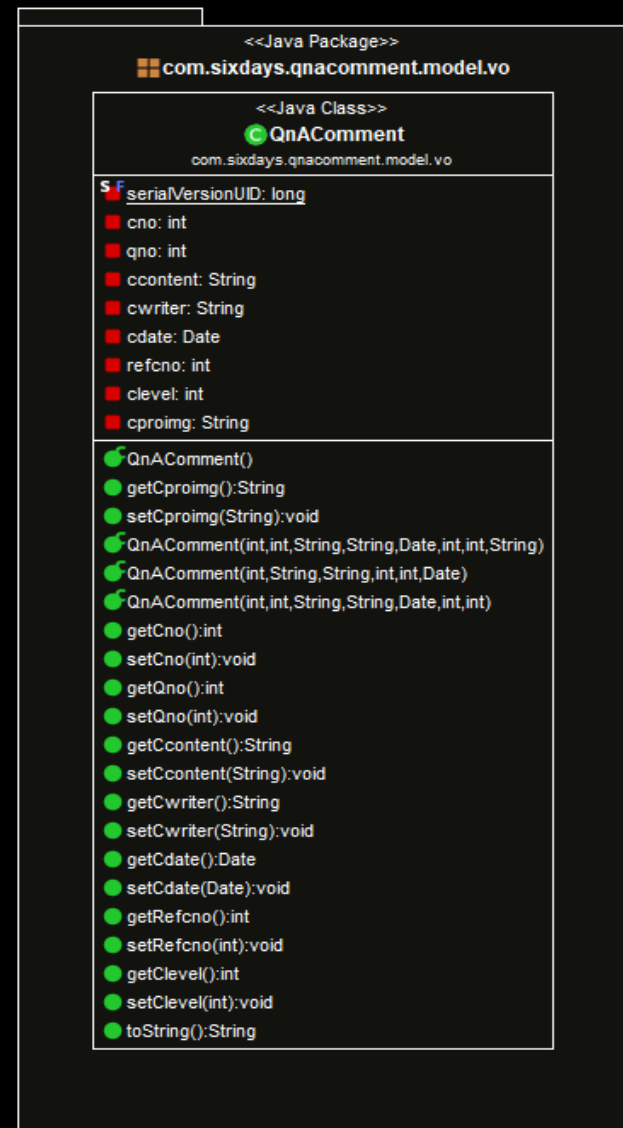 <<Java Package>>
com.sixdays.qnacomment.model.vo
<<Java Class>>
C QnAComment
com.sixdays.qnacomment.model.vo
S F serialVersionUID: long
cno: int
qno: int
ccontent: String
cwriter: String
cdate: Date
refcno: int
clevel: int
cproimg: String
QnAComment()
getCproimg():String
setCproimg(String):void
QnAComment(int,int,String,String,Date,int,int,String)
QnAComment(int,String,String,int,int,Date)
QnAComment(int,int,String,String,Date,int,int)
getCno():int
setCno(int):void
getQno():int
setQno(int):void
getCcontent():String
setCcontent(String):void
getCwriter():String
setCwriter(String):void
getCdate():Date
setCdate(Date):void
getRefcno():int
setRefcno(int):void
getClevel():int
setClevel(int):void
toString():String